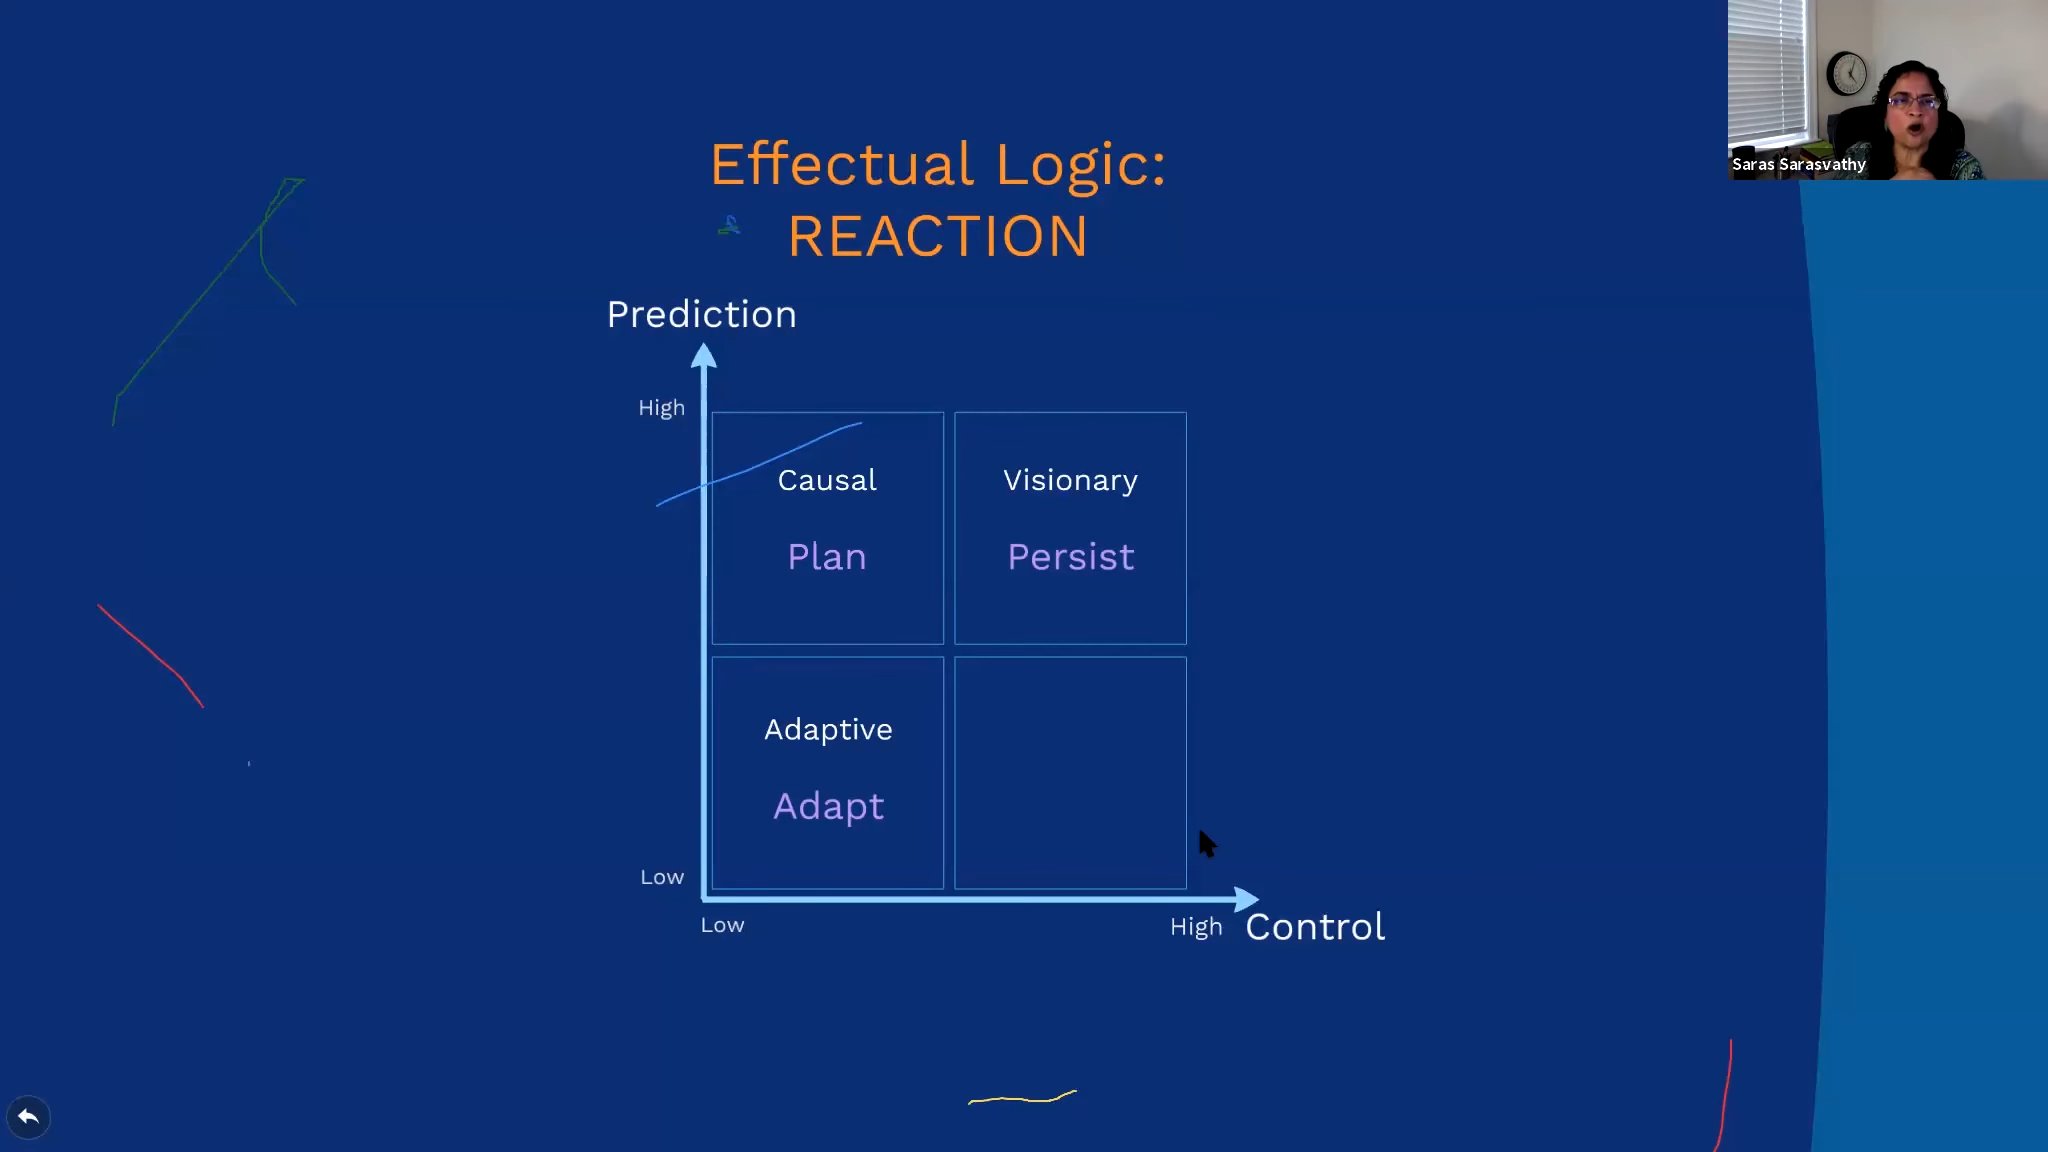 Saras Sarasvathy
Effectual Logic:
REACTION
Prediction
High
Causal
Visionary
Plan
Persist
Adaptive
Adapt
Low
Low
High
Control